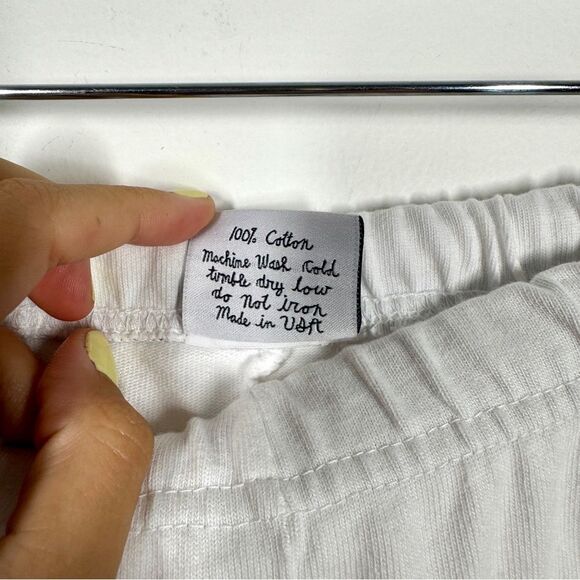 100% Cotton
Machine Wash Cold
tumble dry low
do not iron
Made in USA